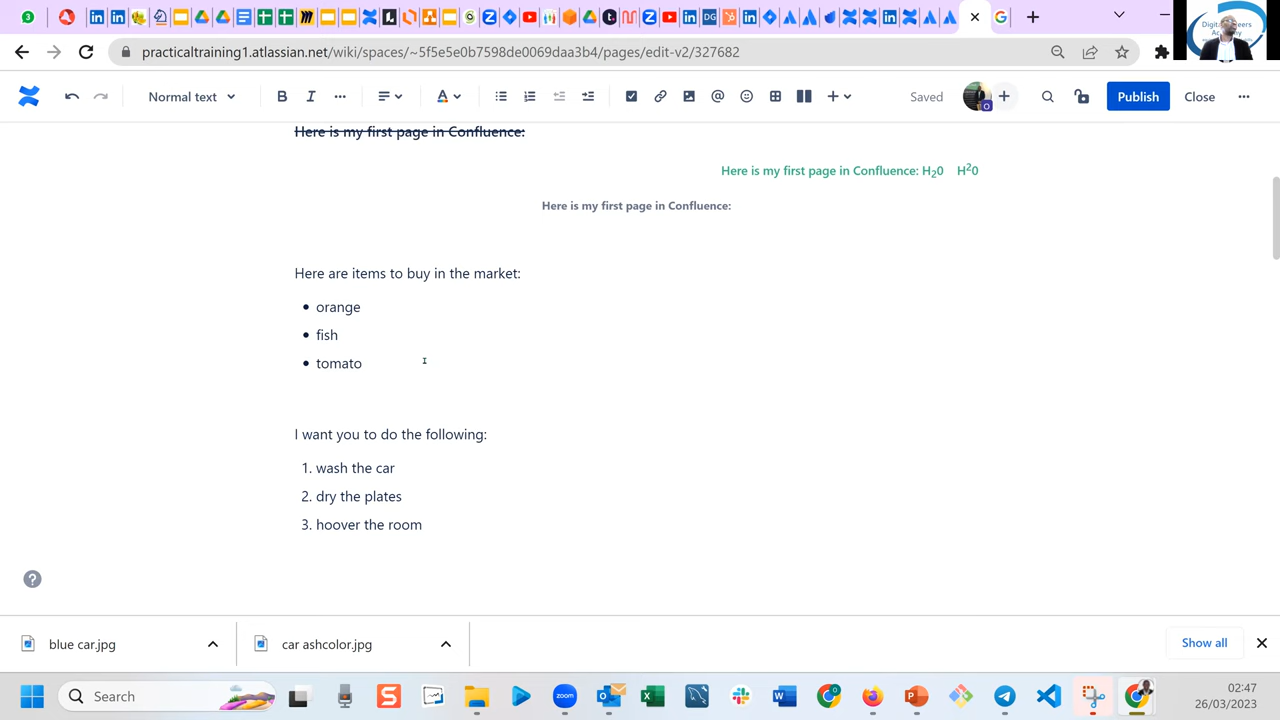 practicaltraining1.atlassian.net/wiki/spaces/~5f5e5e0b7598de0069daa3b4/pages/edit-v2/327682
Normal text
Saved
Publish
Close
Here is my first page in Confluence:
Here is my first page in Confluence: H₂0 H²0
Here is my first page in Confluence:
Here are items to buy in the market:
• orange
• fish
• tomato
I want you to do the following:
1. wash the car
2. dry the plates
3. hoover the room
blue car.jpg
car ashcolor.jpg
Show all
Search
zoom
02:47
26/03/2023